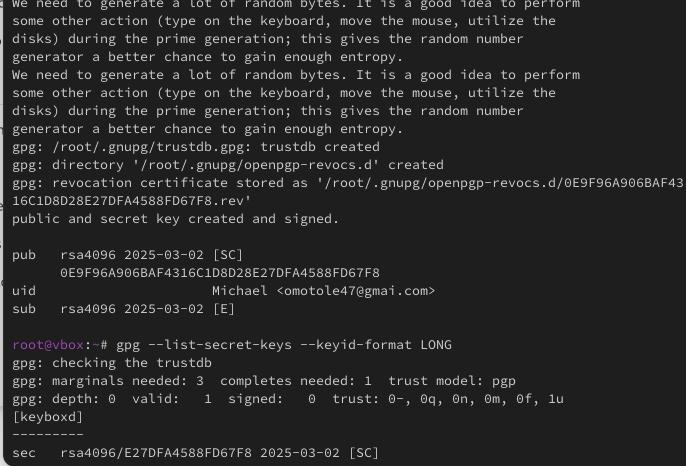 We need to generate a lot of random bytes. It is a good idea to perform
some other action (type on the keyboard, move the mouse, utilize the
disks) during the prime generation; this gives the random number
generator a better chance to gain enough entropy.
We need to generate a lot of random bytes. It is a good idea to perform
some other action (type on the keyboard, move the mouse, utilize the
disks) during the prime generation; this gives the random number
generator a better chance to gain enough entropy.
gpg: /root/.gnupg/trustdb.gpg: trustdb created
gpg: directory '/root/.gnupg/openpgp-revocs.d' created
gpg: revocation certificate stored as '/root/.gnupg/openpgp-revocs.d/0E9F96A906BAF43
16C1D8D28E27DFA4588FD67F8.rev'
public and secret key created and signed.
pub   rsa4096 2025-03-02 [SC]
      0E9F96A906BAF4316C1D8D28E27DFA4588FD67F8
uid                      Michael <omotole47@gmai.com>
sub   rsa4096 2025-03-02 [E]
root@vbox:~# gpg --list-secret-keys --keyid-format LONG
gpg: checking the trustdb
gpg: marginals needed: 3  completes needed: 1  trust model: pgp
gpg: depth: 0  valid:   1  signed:   0  trust: 0-, 0q, 0n, 0m, 0f, 1u
[keyboxd]
---------
sec   rsa4096/E27DFA4588FD67F8 2025-03-02 [SC]